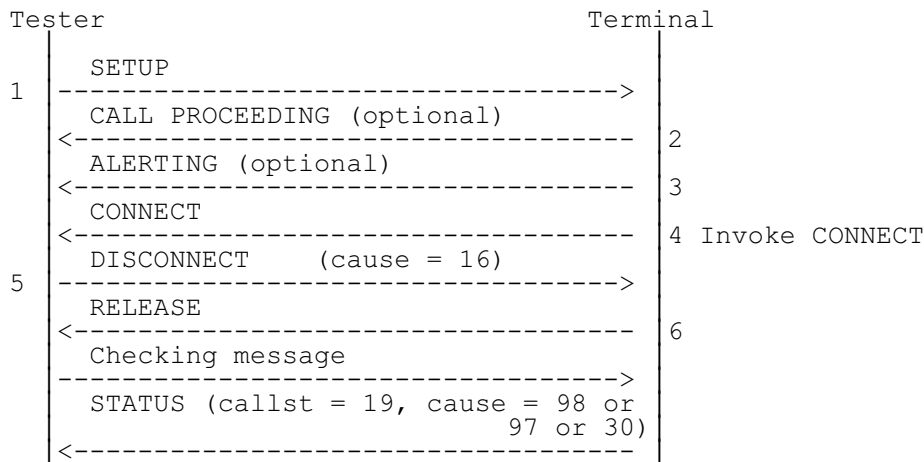 Tester Terminal
SETUP
1
CALL PROCEEDING (optional)
2
ALERTING (optional)
3
CONNECT
4 Invoke CONNECT
DISCONNECT (cause = 16)
5
RELEASE
6
Checking message
STATUS (callst = 19, cause = 98 or
97 or 30)